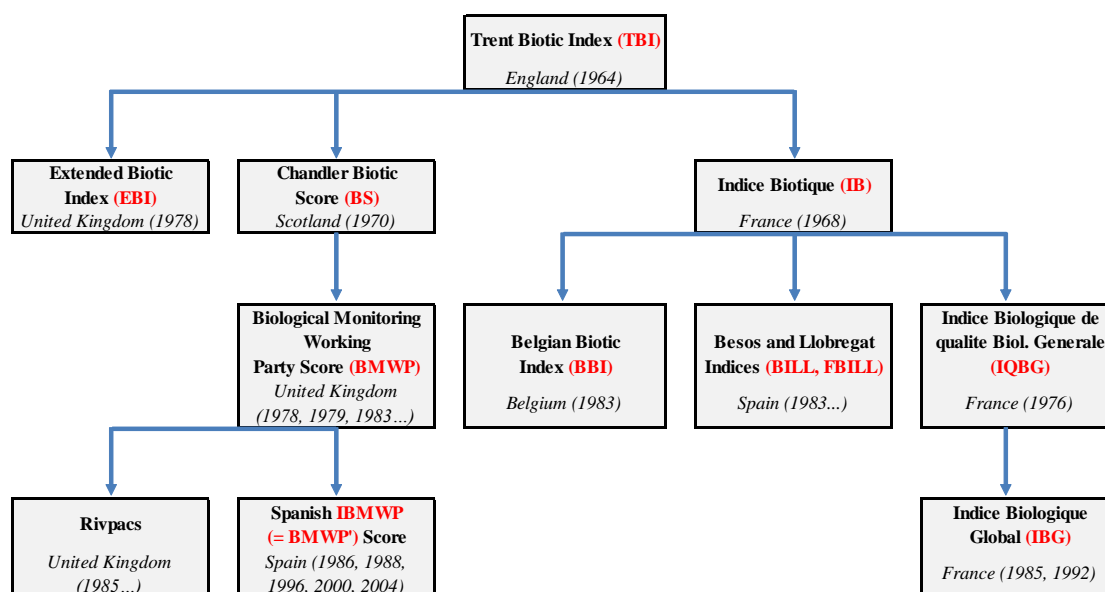 Trent Biotic Index (TBI)
England (1964)
Extended Biotic
Index (EBI)
United Kingdom (1978)
Chandler Biotic
Score (BS)
Scotland (1970)
Indice Biotique (IB)
France (1968)
Biological Monitoring
Working
Party Score (BMWP)
United Kingdom
(1978, 1979, 1983…)
Belgian Biotic
Index (BBI)
Belgium (1983)
Besos and Llobregat
Indices (BILL, FBILL)
Spain (1983...)
Indice Biologique de
qualite Biol. Generale
(IQBG)
France (1976)
Rivpacs
United Kingdom
(1985…)
Spanish IBMWP
(= BMWP') Score
Spain (1986, 1988,
1996, 2000, 2004)
Indice Biologique
Global (IBG)
France (1985, 1992)